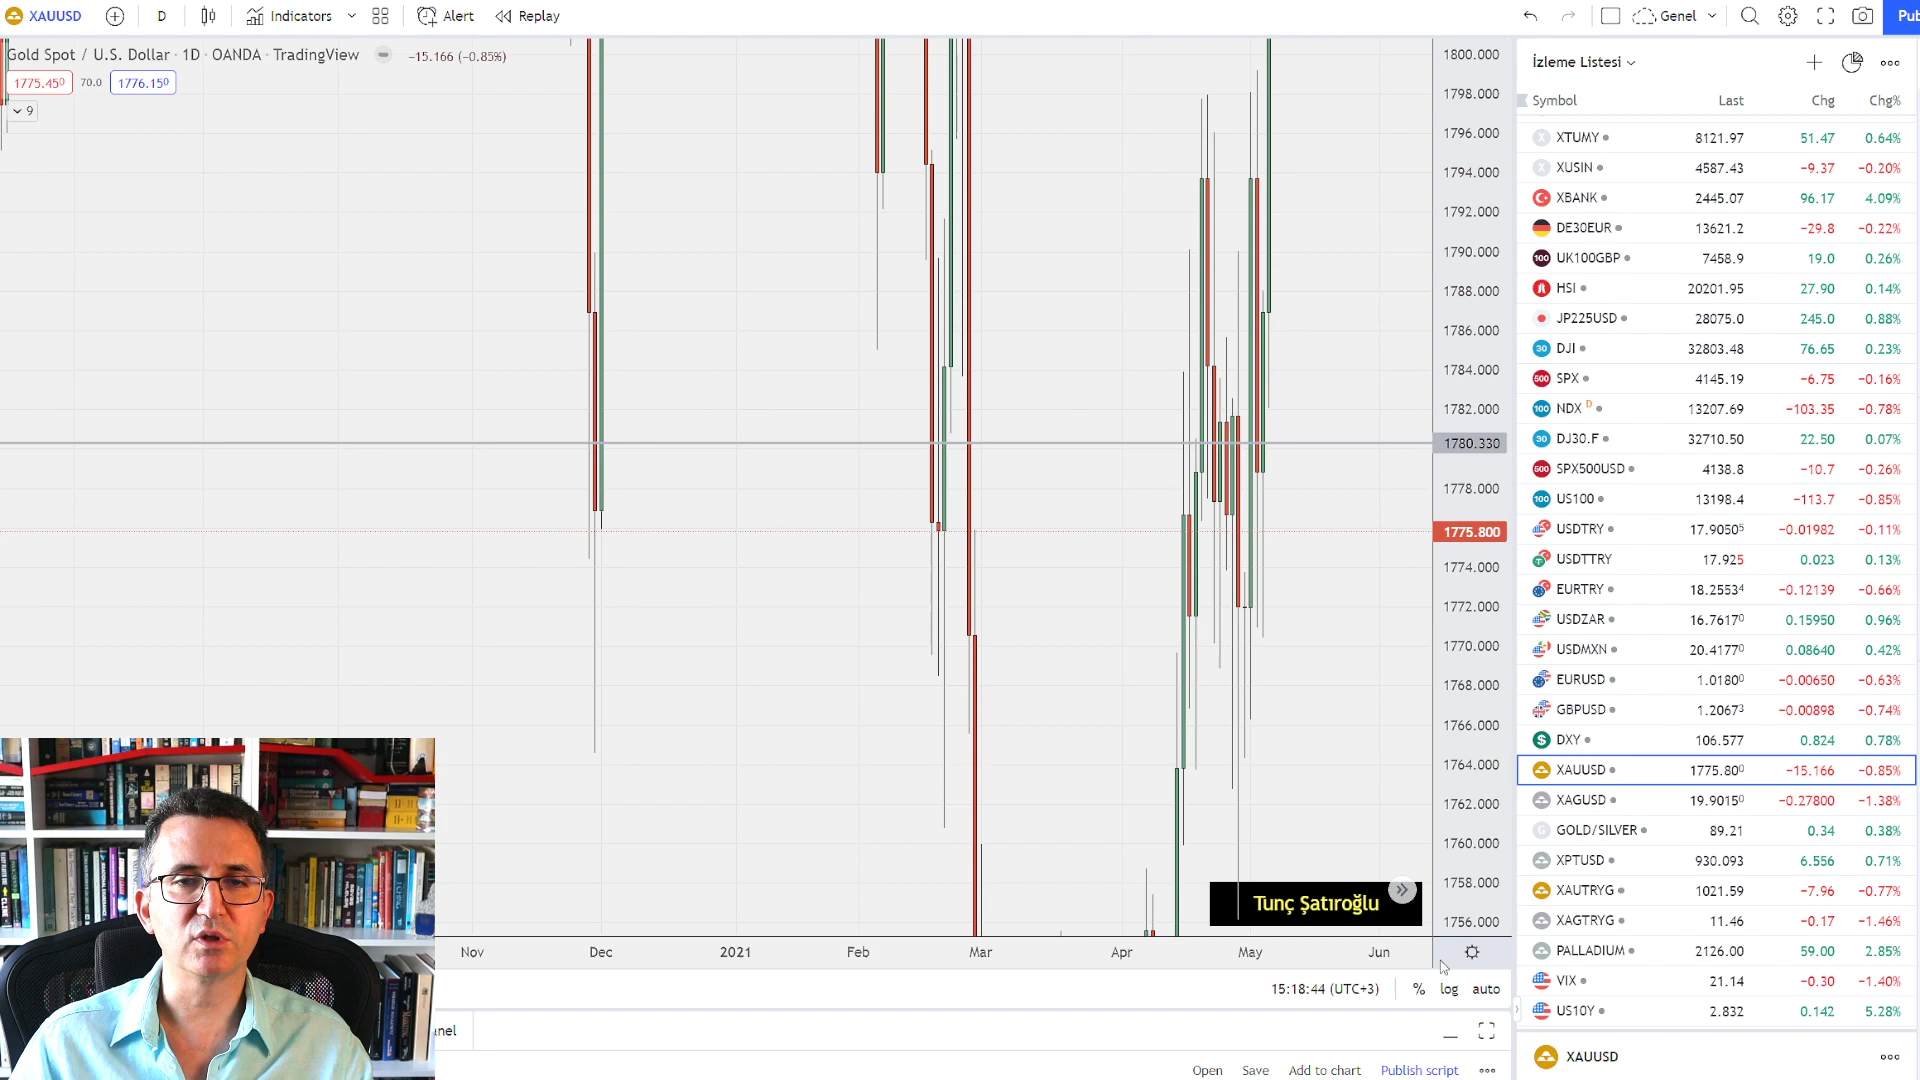 XAUUSD D Indicators Alert Replay Genel Pub
Gold Spot / U.S. Dollar · 1D · OANDA · TradingView −15.166 (−0.85%)
1775.450 70.0 1776.150
9
1800.000
1798.000
1796.000
1794.000
1792.000
1790.000
1788.000
1786.000
1784.000
1782.000
1780.330
1778.000
1775.800
1774.000
1772.000
1770.000
1768.000
1766.000
1764.000
1762.000
1760.000
1758.000
1756.000
Tunç Şatıroğlu
Nov Dec 2021 Feb Mar Apr May Jun
15:18:44 (UTC+3) % log auto
nel
Open Save Add to chart Publish script
İzleme Listesi
Symbol Last Chg Chg%
XTUMY 8121.97 51.47 0.64%
XUSIN 4587.43 −9.37 −0.20%
XBANK 2445.07 96.17 4.09%
DE30EUR 13621.2 −29.8 −0.22%
100 UK100GBP 7458.9 19.0 0.26%
HSI 20201.95 27.90 0.14%
JP225USD 28075.0 245.0 0.88%
30 DJI 32803.48 76.65 0.23%
500 SPX 4145.19 −6.75 −0.16%
100 NDX D 13207.69 −103.35 −0.78%
30 DJ30.F 32710.50 22.50 0.07%
500 SPX500USD 4138.8 −10.7 −0.26%
100 US100 13198.4 −113.7 −0.85%
USDTRY 17.90505 −0.01982 −0.11%
USDTTRY 17.925 0.023 0.13%
EURTRY 18.25534 −0.12139 −0.66%
USDZAR 16.76170 0.15950 0.96%
USDMXN 20.41770 0.08640 0.42%
EURUSD 1.01800 −0.00650 −0.63%
GBPUSD 1.20673 −0.00898 −0.74%
$ DXY 106.577 0.824 0.78%
XAUUSD 1775.800 −15.166 −0.85%
XAGUSD 19.90150 −0.27800 −1.38%
G GOLD/SILVER 89.21 0.34 0.38%
XPTUSD 930.093 6.556 0.71%
XAUTRYG 1021.59 −7.96 −0.77%
XAGTRYG 11.46 −0.17 −1.46%
PALLADIUM 2126.00 59.00 2.85%
VIX 21.14 −0.30 −1.40%
US10Y 2.832 0.142 5.28%
XAUUSD